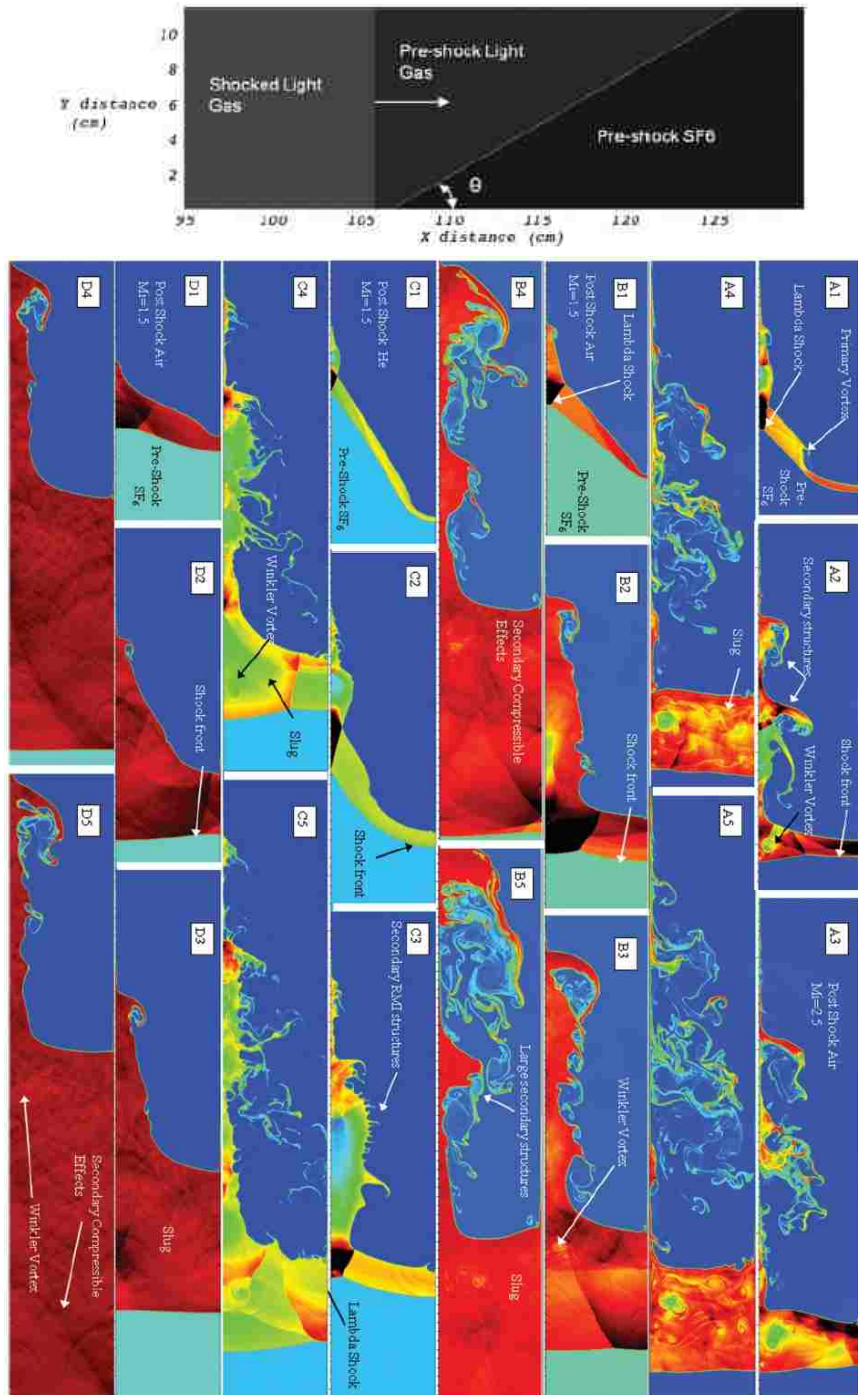 Shocked Light
Gas
Pre-shock Light
Gas
Pre-shock SF6
θ
Y distance
(cm)
10
8
6
4
2
95
100
105
110
115
120
125
X distance (cm)
A1
Primary Vortex
Lambda Shock
Pre-
Shock
SF6
A2
Secondary structures
Winkler Vortex
Shock front
A3
Post Shock Air
Mi=2.5
A4
Slug
A5
B1
Post Shock Air
Mi=1.5
Lambda Shock
Pre-Shock
SF6
B2
Shock front
B3
Winkler Vortex
B4
Secondary Compressible
Effects
B5
Large secondary structures
Slug
C1
Post Shock He
Mi=1.5
Pre-Shock SF6
C2
Shock front
C3
Secondary RMI structures
C4
Winkler Vortex
Slug
C5
Lambda Shock
D1
Post Shock Air
Mi=1.5
Pre-Shock
SF6
D2
Shock front
D3
Slug
D4
D5
Winkler Vortex
Secondary Compressible
Effects